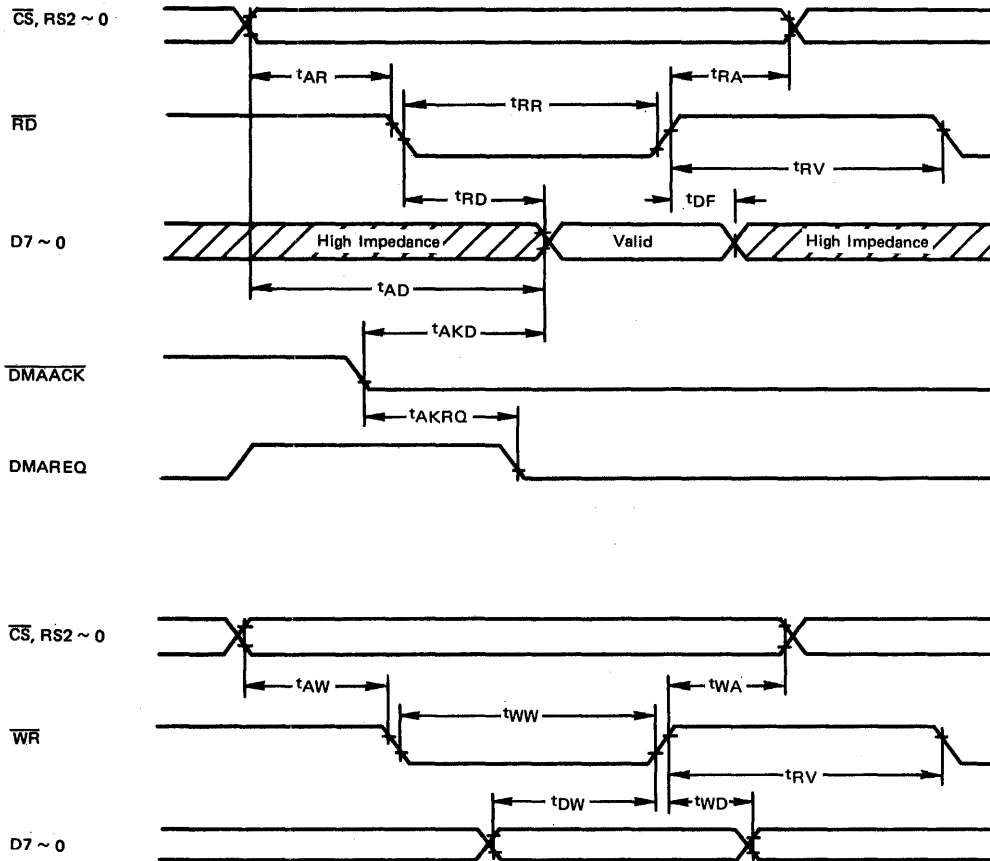 CS, RS2 ~ 0
tAR
tRA
tRR
RD
tRV
tRD
tDF
D7 ~ 0
High Impedance
Valid
High Impedance
tAD
tAKD
DMAACK
tAKRQ
DMAREQ
CS, RS2 ~ 0
tAW
tWA
tWW
WR
tRV
tDW
tWD
D7 ~ 0